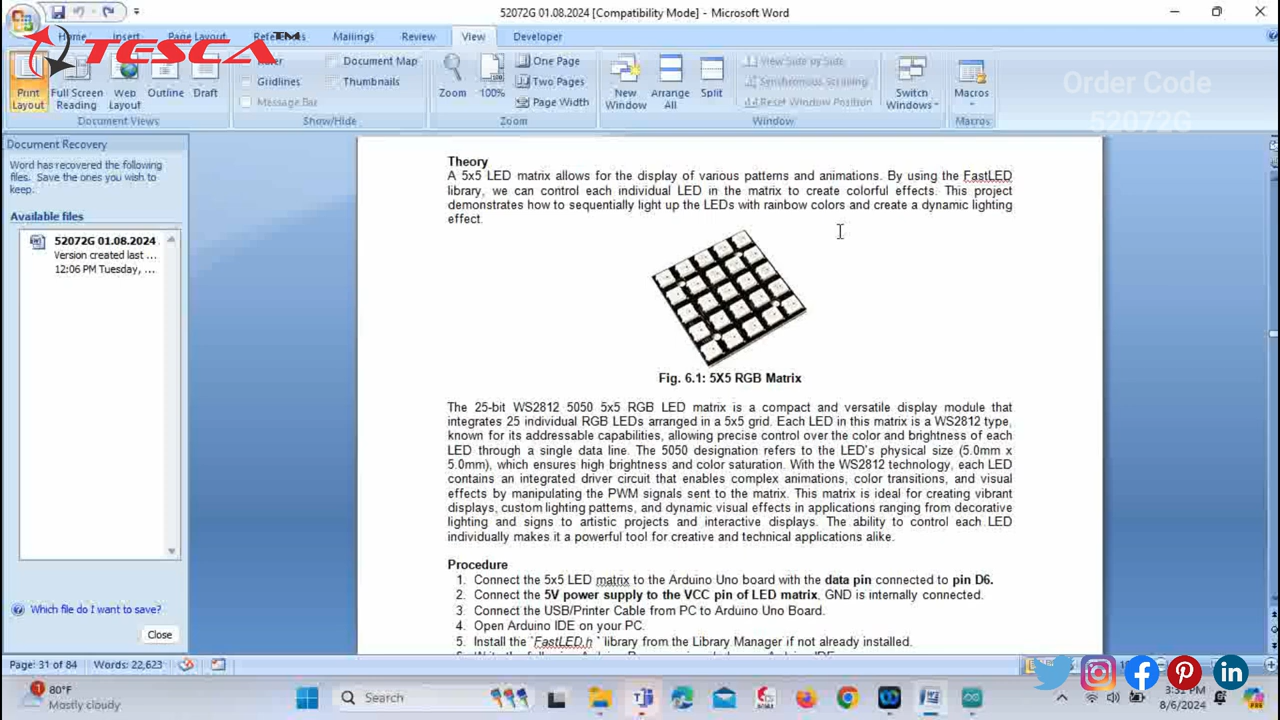 52072G 01.08.2024 [Compatibility Mode] - Microsoft Word
Home Insert Page Layout Mailings Review View Developer
TESCA™
Order Code
52072G
Document Map
Gridlines Thumbnails
Message Bar
Print Layout
Full Screen Reading
Web Layout
Outline
Draft
Zoom
100%
One Page
Two Pages
Page Width
New Window
Arrange All
Split
View Side by Side
Synchronous Scrolling
Reset Window Position
Switch Windows
Macros
Document Views
Show/Hide
Zoom
Window
Macros
Document Recovery
Word has recovered the following
files. Save the ones you wish to
keep.
Available files
52072G 01.08.2024
Version created last ...
12:06 PM Tuesday, ...
Which file do I want to save?
Close
Theory
A 5x5 LED matrix allows for the display of various patterns and animations. By using the FastLED
library, we can control each individual LED in the matrix to create colorful effects. This project
demonstrates how to sequentially light up the LEDs with rainbow colors and create a dynamic lighting
effect.
Fig. 6.1: 5X5 RGB Matrix
The 25-bit WS2812 5050 5x5 RGB LED matrix is a compact and versatile display module that
integrates 25 individual RGB LEDs arranged in a 5x5 grid. Each LED in this matrix is a WS2812 type,
known for its addressable capabilities, allowing precise control over the color and brightness of each
LED through a single data line. The 5050 designation refers to the LED's physical size (5.0mm x
5.0mm), which ensures high brightness and color saturation. With the WS2812 technology, each LED
contains an integrated driver circuit that enables complex animations, color transitions, and visual
effects by manipulating the PWM signals sent to the matrix. This matrix is ideal for creating vibrant
displays, custom lighting patterns, and dynamic visual effects in applications ranging from decorative
lighting and signs to artistic projects and interactive displays. The ability to control each LED
individually makes it a powerful tool for creative and technical applications alike.
Procedure
1. Connect the 5x5 LED matrix to the Arduino Uno board with the data pin connected to pin D6.
2. Connect the 5V power supply to the VCC pin of LED matrix, GND is internally connected.
3. Connect the USB/Printer Cable from PC to Arduino Uno Board.
4. Open Arduino IDE on your PC.
5. Install the `FastLED.h ` library from the Library Manager if not already installed.
Page: 31 of 84 Words: 22,623
80°F
Mostly cloudy
Search
3:32 PM
8/6/2024